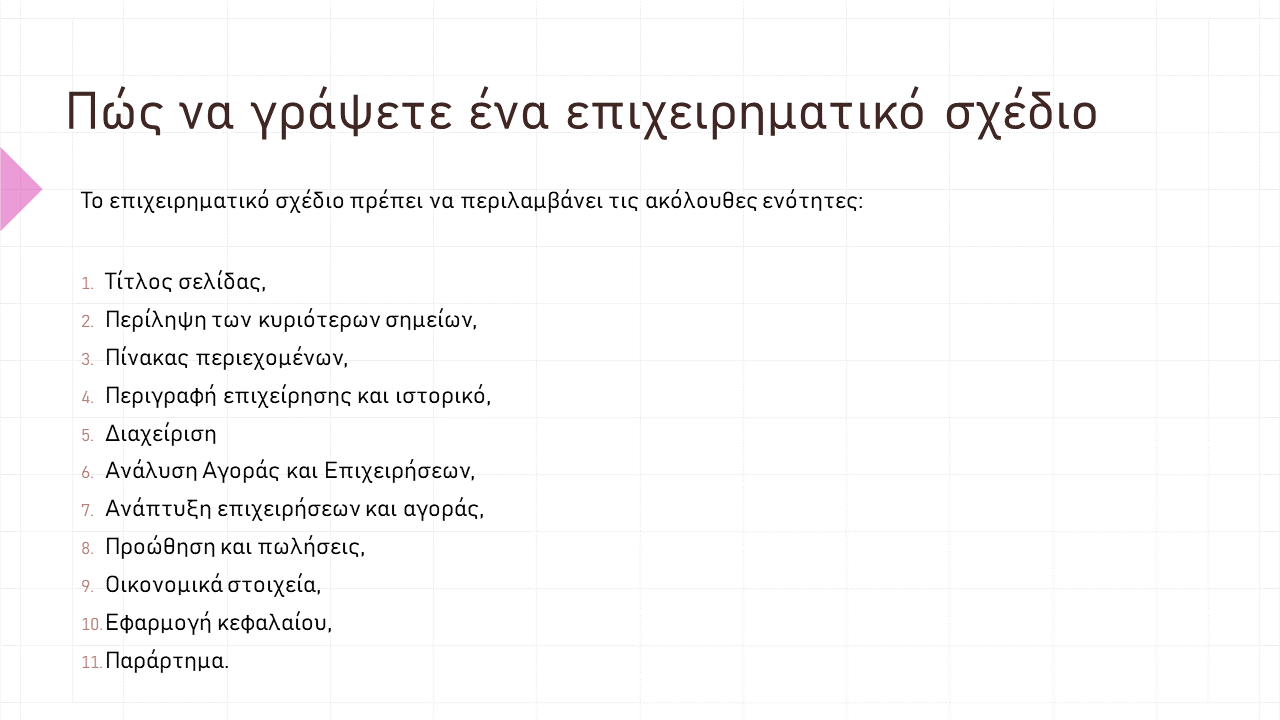 Πώς να γράψετε ένα επιχειρηματικό σχέδιο
Το επιχειρηματικό σχέδιο πρέπει να περιλαμβάνει τις ακόλουθες ενότητες:
1. Τίτλος σελίδας,
2. Περίληψη των κυριότερων σημείων,
3. Πίνακας περιεχομένων,
4. Περιγραφή επιχείρησης και ιστορικό,
5. Διαχείριση
6. Ανάλυση Αγοράς και Επιχειρήσεων,
7. Ανάπτυξη επιχειρήσεων και αγοράς,
8. Προώθηση και πωλήσεις,
9. Οικονομικά στοιχεία,
10. Εφαρμογή κεφαλαίου,
11. Παράρτημα.